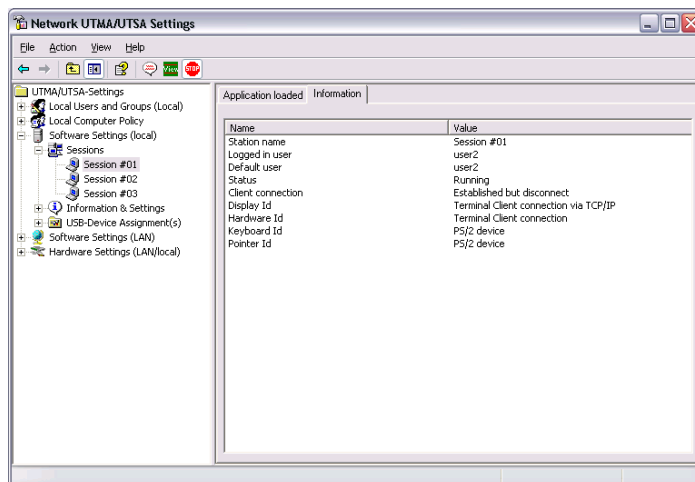 Network UTMA/UTSA Settings
File Action View Help
View STOP
UTMA/UTSA-Settings
Local Users and Groups (Local)
Local Computer Policy
Software Settings (local)
Sessions
Session #01
Session #02
Session #03
Information & Settings
USB-Device Assignment(s)
Software Settings (LAN)
Hardware Settings (LAN/local)
Application loaded Information
Name Value
Station name Session #01
Logged in user user2
Default user user2
Status Running
Client connection Established but disconnect
Display Id Terminal Client connection via TCP/IP
Hardware Id Terminal Client connection
Keyboard Id PS/2 device
Pointer Id PS/2 device